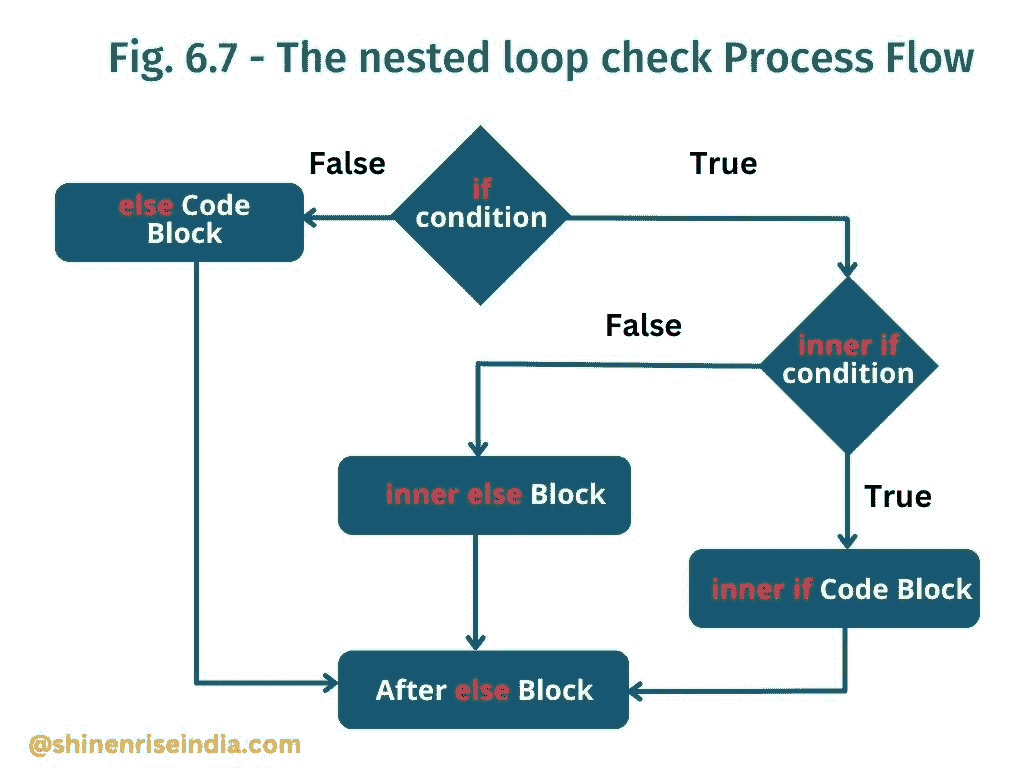 Fig. 6.7 - The nested loop check Process Flow
False
True
if
condition
else Code
Block
False
inner if
condition
inner else Block
True
inner if Code Block
After else Block
@shinenriseindia.com